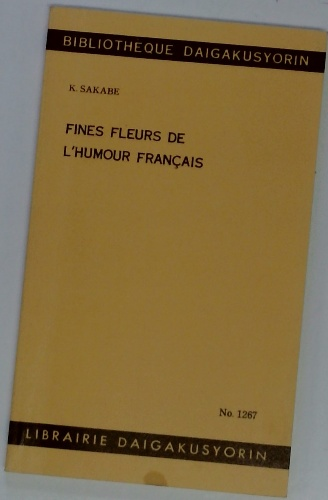 BIBLIOTHEQUE DAIGAKUSYORIN
K. SAKABE
FINES FLEURS DE
L'HUMOUR FRANÇAIS
No. 1267
LIBRAIRIE DAIGAKUSYORIN